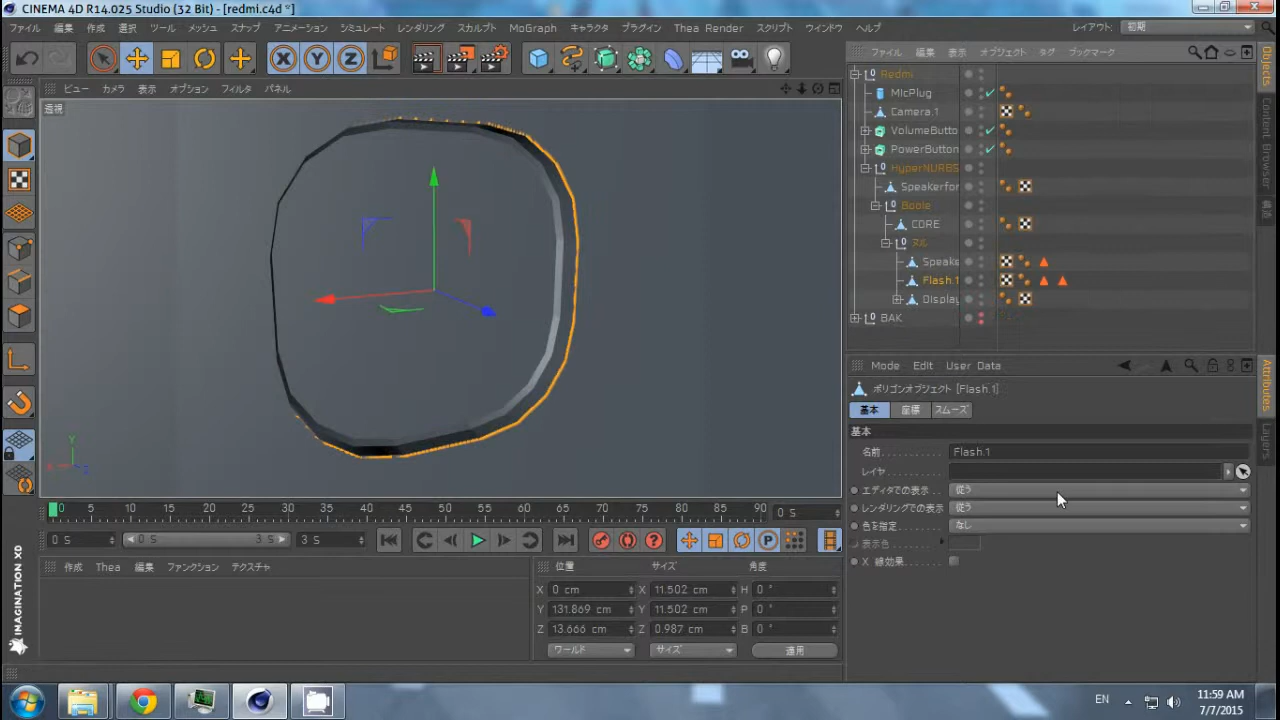 CINEMA 4D R14.025 Studio (32 Bit) - [redmi.c4d *]
作成 編集 選択 ツール メッシュ スナップ アニメーション シミュレート レンダリング スカルプト MoGraph キャラクタ プラグイン Thea Render スクリプト ウインドウ ヘルプ レイアウト: 初期
X Y Z
ファイル 編集 表示 オブジェクト タグ ブックマーク
ビュー カメラ 表示 オプション フィルタ パネル
透視
Redmi
MIcPlug
Camera.1
VolumeButto
PowerButton
HyperNURBS
Speakerfor
Boole
CORE
ヌル
Speake
Flash.1
Display
BAK
Objects
Content Browser
構造
Mode Edit User Data
ポリゴンオブジェクト [Flash.1]
基本 座標 スムーズ
基本
名前 Flash.1
レイヤ
エディタでの表示 従う
レンダリングでの表示 従う
色を指定 なし
表示色
X 線効果
Attributes
Layers
Y
X
Z
0 5 10 15 20 25 30 35 40 45 50 55 60 65 70 75 80 85 90 0 S
0 S 0 S 3 S 3 S
P
作成 Thea 編集 ファンクション テクスチャ
位置 サイズ 角度
X 0 cm X 11.502 cm H 0 °
Y 131.869 cm Y 11.502 cm P 0 °
Z 13.666 cm Z 0.987 cm B 0 °
ワールド サイズ 適用
IMAGINATION XD
EN 11:59 AM
7/7/2015